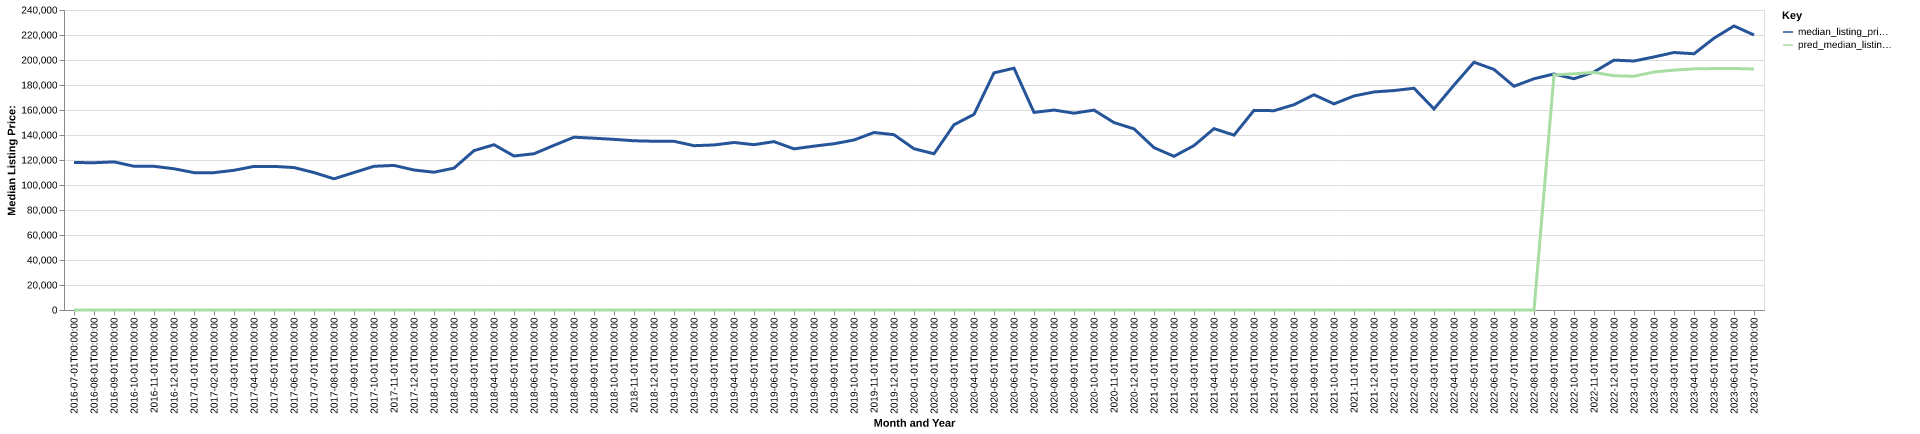 240,000
220,000
200,000
180,000
160,000
140,000
120,000
100,000
80,000
60,000
40,000
20,000
0
Median Listing Price:
2016-07-01T00:00:00
2016-08-01T00:00:00
2016-09-01T00:00:00
2016-10-01T00:00:00
2016-11-01T00:00:00
2016-12-01T00:00:00
2017-01-01T00:00:00
2017-02-01T00:00:00
2017-03-01T00:00:00
2017-04-01T00:00:00
2017-05-01T00:00:00
2017-06-01T00:00:00
2017-07-01T00:00:00
2017-08-01T00:00:00
2017-09-01T00:00:00
2017-10-01T00:00:00
2017-11-01T00:00:00
2017-12-01T00:00:00
2018-01-01T00:00:00
2018-02-01T00:00:00
2018-03-01T00:00:00
2018-04-01T00:00:00
2018-05-01T00:00:00
2018-06-01T00:00:00
2018-07-01T00:00:00
2018-08-01T00:00:00
2018-09-01T00:00:00
2018-10-01T00:00:00
2018-11-01T00:00:00
2018-12-01T00:00:00
2019-01-01T00:00:00
2019-02-01T00:00:00
2019-03-01T00:00:00
2019-04-01T00:00:00
2019-05-01T00:00:00
2019-06-01T00:00:00
2019-07-01T00:00:00
2019-08-01T00:00:00
2019-09-01T00:00:00
2019-10-01T00:00:00
2019-11-01T00:00:00
2019-12-01T00:00:00
2020-01-01T00:00:00
2020-02-01T00:00:00
2020-03-01T00:00:00
2020-04-01T00:00:00
2020-05-01T00:00:00
2020-06-01T00:00:00
2020-07-01T00:00:00
2020-08-01T00:00:00
2020-09-01T00:00:00
2020-10-01T00:00:00
2020-11-01T00:00:00
2020-12-01T00:00:00
2021-01-01T00:00:00
2021-02-01T00:00:00
2021-03-01T00:00:00
2021-04-01T00:00:00
2021-05-01T00:00:00
2021-06-01T00:00:00
2021-07-01T00:00:00
2021-08-01T00:00:00
2021-09-01T00:00:00
2021-10-01T00:00:00
2021-11-01T00:00:00
2021-12-01T00:00:00
2022-01-01T00:00:00
2022-02-01T00:00:00
2022-03-01T00:00:00
2022-04-01T00:00:00
2022-05-01T00:00:00
2022-06-01T00:00:00
2022-07-01T00:00:00
2022-08-01T00:00:00
2022-09-01T00:00:00
2022-10-01T00:00:00
2022-11-01T00:00:00
2022-12-01T00:00:00
2023-01-01T00:00:00
2023-02-01T00:00:00
2023-03-01T00:00:00
2023-04-01T00:00:00
2023-05-01T00:00:00
2023-06-01T00:00:00
2023-07-01T00:00:00
Month and Year
Key
median_listing_pri…
pred_median_listin…